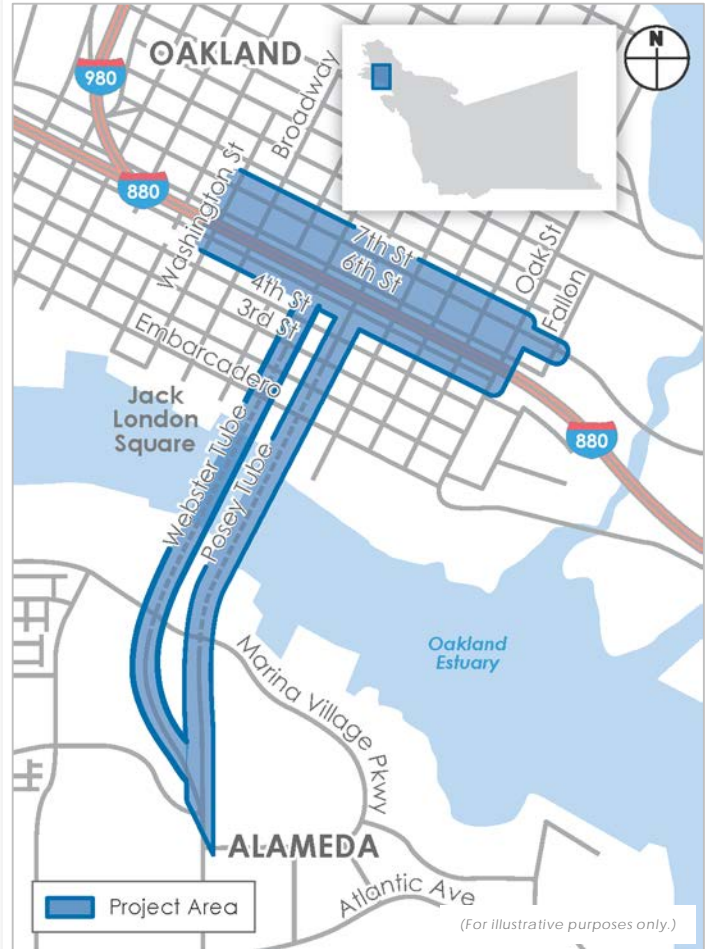 OAKLAND
N
980
Broadway
880
Washington St
7th St
6th St
Oak St
Fallon
4th St
3rd St
Embarcadero
Jack
London
Square
880
Webster Tube
Posey Tube
Oakland
Estuary
Marina Village Pkwy
ALAMEDA
Atlantic Ave
Project Area
(For illustrative purposes only.)